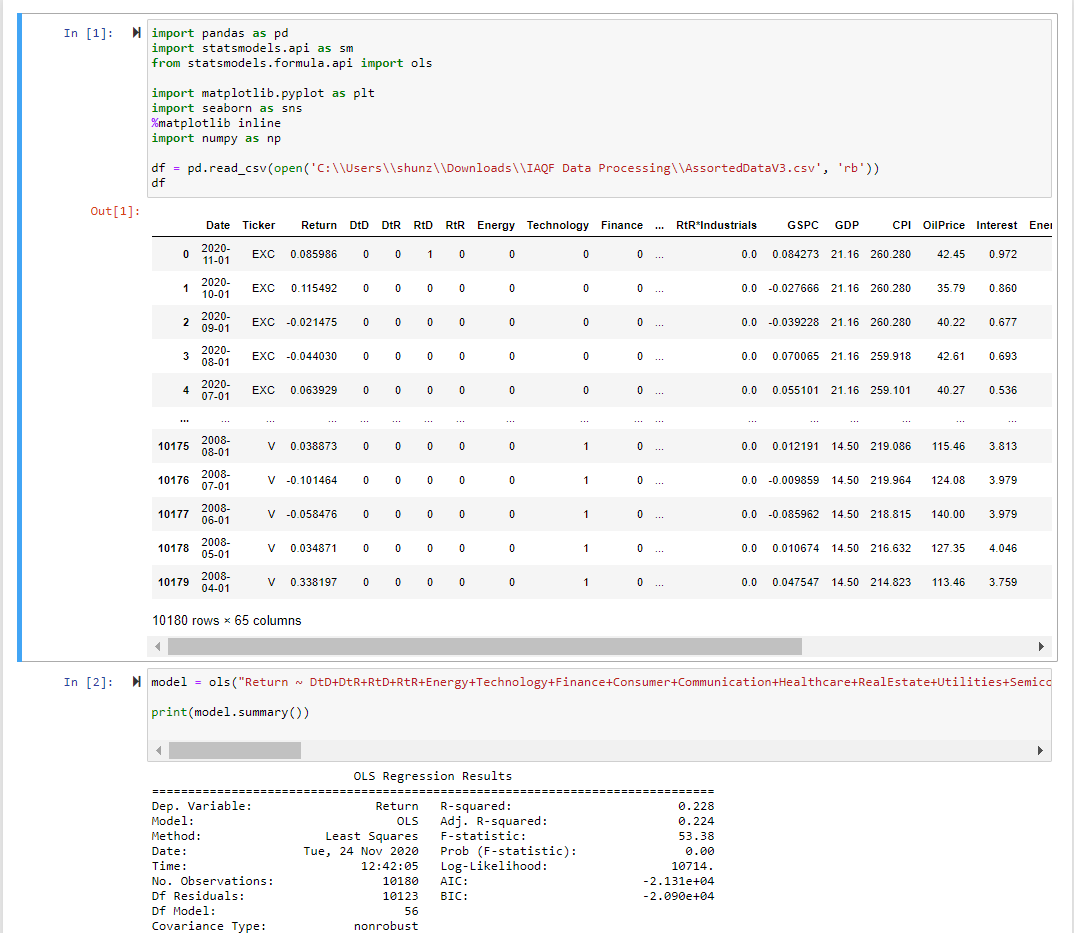 In [1]:
import pandas as pd
import statsmodels.api as sm
from statsmodels.formula.api import ols
import matplotlib.pyplot as plt
import seaborn as sns
%matplotlib inline
import numpy as np
df = pd.read_csv(open('C:\\Users\\shunz\\Downloads\\IAQF Data Processing\\AssortedDataV3.csv', 'rb'))
df
Out[1]:
Date Ticker Return DtD DtR RtD RtR Energy Technology Finance ... RtR*Industrials GSPC GDP CPI OilPrice Interest Ener
0 2020-11-01 EXC 0.085986 0 0 1 0 0 0 0 ... 0.0 0.084273 21.16 260.280 42.45 0.972
1 2020-10-01 EXC 0.115492 0 0 0 0 0 0 0 ... 0.0 -0.027666 21.16 260.280 35.79 0.860
2 2020-09-01 EXC -0.021475 0 0 0 0 0 0 0 ... 0.0 -0.039228 21.16 260.280 40.22 0.677
3 2020-08-01 EXC -0.044030 0 0 0 0 0 0 0 ... 0.0 0.070065 21.16 259.918 42.61 0.693
4 2020-07-01 EXC 0.063929 0 0 0 0 0 0 0 ... 0.0 0.055101 21.16 259.101 40.27 0.536
... ... ... ... ... ... ... ... ... ... ... ... ... ... ... ... ...
10175 2008-08-01 V 0.038873 0 0 0 0 0 1 0 ... 0.0 0.012191 14.50 219.086 115.46 3.813
10176 2008-07-01 V -0.101464 0 0 0 0 0 1 0 ... 0.0 -0.009859 14.50 219.964 124.08 3.979
10177 2008-06-01 V -0.058476 0 0 0 0 0 1 0 ... 0.0 -0.085962 14.50 218.815 140.00 3.979
10178 2008-05-01 V 0.034871 0 0 0 0 0 1 0 ... 0.0 0.010674 14.50 216.632 127.35 4.046
10179 2008-04-01 V 0.338197 0 0 0 0 0 1 0 ... 0.0 0.047547 14.50 214.823 113.46 3.759
10180 rows × 65 columns
In [2]:
model = ols("Return ~ DtD+DtR+RtD+RtR+Energy+Technology+Finance+Consumer+Communication+Healthcare+RealEstate+Utilities+Semico
print(model.summary())
OLS Regression Results
==============================================================================
Dep. Variable: Return R-squared: 0.228
Model: OLS Adj. R-squared: 0.224
Method: Least Squares F-statistic: 53.38
Date: Tue, 24 Nov 2020 Prob (F-statistic): 0.00
Time: 12:42:05 Log-Likelihood: 10714.
No. Observations: 10180 AIC: -2.131e+04
Df Residuals: 10123 BIC: -2.090e+04
Df Model: 56
Covariance Type: nonrobust